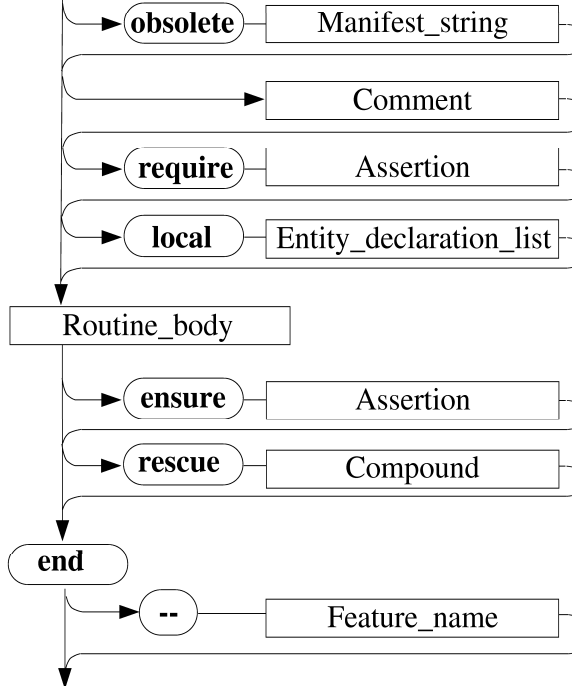 obsolete Manifest_string
Comment
require Assertion
local Entity_declaration_list
Routine_body
ensure Assertion
rescue Compound
end
-- Feature_name